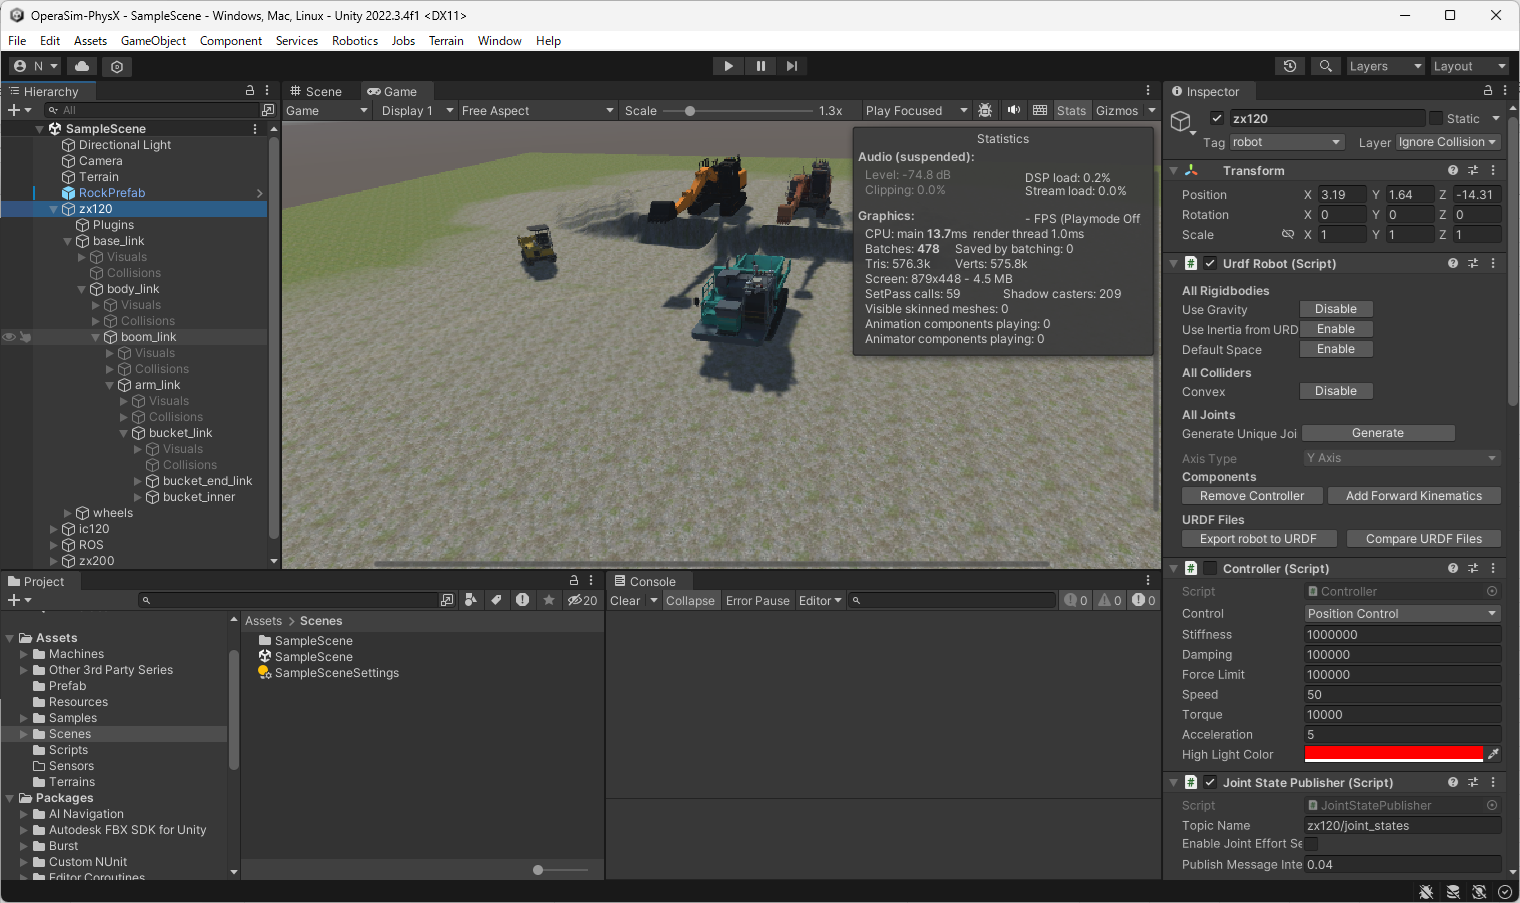 OperaSim-PhysX - SampleScene - Windows, Mac, Linux - Unity 2022.3.4f1 <DX11>
File Edit Assets GameObject Component Services Robotics Jobs Terrain Window Help
N
Layers
Layout
Hierarchy
All
SampleScene
Directional Light
Camera
Terrain
RockPrefab
zx120
Plugins
base_link
Visuals
Collisions
body_link
Visuals
Collisions
boom_link
Visuals
Collisions
arm_link
Visuals
Collisions
bucket_link
Visuals
Collisions
bucket_end_link
bucket_inner
wheels
ic120
ROS
zx200
Scene
Game
Game Display 1 Free Aspect Scale 1.3x Play Focused Stats Gizmos
Statistics
Audio (suspended):
Level: -74.8 dB DSP load: 0.2%
Clipping: 0.0% Stream load: 0.0%
Graphics: - FPS (Playmode Off
CPU: main 13.7ms render thread 1.0ms
Batches: 478 Saved by batching: 0
Tris: 576.3k Verts: 575.8k
Screen: 879x448 - 4.5 MB
SetPass calls: 59 Shadow casters: 209
Visible skinned meshes: 0
Animation components playing: 0
Animator components playing: 0
Inspector
zx120 Static
Tag robot Layer Ignore Collision
Transform
Position X 3.19 Y 1.64 Z -14.31
Rotation X 0 Y 0 Z 0
Scale X 1 Y 1 Z 1
# Urdf Robot (Script)
All Rigidbodies
Use Gravity Disable
Use Inertia from URD Enable
Default Space Enable
All Colliders
Convex Disable
All Joints
Generate Unique Joi Generate
Axis Type Y Axis
Components
Remove Controller Add Forward Kinematics
URDF Files
Export robot to URDF Compare URDF Files
# Controller (Script)
Script Controller
Control Position Control
Stiffness 1000000
Damping 100000
Force Limit 100000
Speed 50
Torque 10000
Acceleration 5
High Light Color
# Joint State Publisher (Script)
Script JointStatePublisher
Topic Name zx120/joint_states
Enable Joint Effort Se
Publish Message Inte 0.04
Project
20
Assets
Machines
Other 3rd Party Series
Prefab
Resources
Samples
Scenes
Scripts
Sensors
Terrains
Packages
AI Navigation
Autodesk FBX SDK for Unity
Burst
Custom NUnit
Editor Coroutines
Assets > Scenes
SampleScene
SampleScene
SampleSceneSettings
Console
Clear Collapse Error Pause Editor 0 0 0